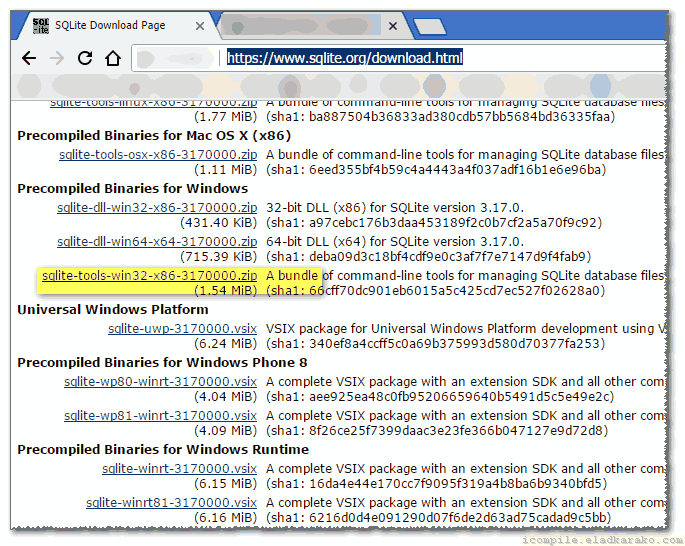 SQLite Download Page
https://www.sqlite.org/download.html
sqlite-tools-linux-x86-3170000.zip A bundle of command-line tools for managing SQLite database files
(1.77 MiB) (sha1: ba887504b36833ad380cdb57bb5684bd36335faa)
Precompiled Binaries for Mac OS X (x86)
sqlite-tools-osx-x86-3170000.zip A bundle of command-line tools for managing SQLite database files
(1.11 MiB) (sha1: 6eed355bf4b59c4a4443a4f037adf16b1e6e96ba)
Precompiled Binaries for Windows
sqlite-dll-win32-x86-3170000.zip 32-bit DLL (x86) for SQLite version 3.17.0.
(431.40 KiB) (sha1: a97cebc176b3daa453189f2c0b7cf2a5a70f9c92)
sqlite-dll-win64-x64-3170000.zip 64-bit DLL (x64) for SQLite version 3.17.0.
(715.39 KiB) (sha1: deba09d3c18bf4cdf9e0c3af7f7e7147d9f4fab9)
sqlite-tools-win32-x86-3170000.zip A bundle of command-line tools for managing SQLite database files
(1.54 MiB) (sha1: 66cff70dc901eb6015a5c425cd7ec527f02628a0)
Universal Windows Platform
sqlite-uwp-3170000.vsix VSIX package for Universal Windows Platform development using V
(6.24 MiB) (sha1: 340ef8a4ccff5c0a69b375993d580d70377fa253)
Precompiled Binaries for Windows Phone 8
sqlite-wp80-winrt-3170000.vsix A complete VSIX package with an extension SDK and all other com
(4.04 MiB) (sha1: aee925ea48c0fb95206659640b5491d5c5e49e2c)
sqlite-wp81-winrt-3170000.vsix A complete VSIX package with an extension SDK and all other com
(4.09 MiB) (sha1: 8f26ce25f7399daac3e23fe366b047127e9d72d8)
Precompiled Binaries for Windows Runtime
sqlite-winrt-3170000.vsix A complete VSIX package with an extension SDK and all other com
(6.15 MiB) (sha1: 16da4e44e170cc7f9095f319a4b8ba6b9340bfd5)
sqlite-winrt81-3170000.vsix A complete VSIX package with an extension SDK and all other com
(6.16 MiB) (sha1: 6216d0d4e091290d07f6de2d63ad75cadad9c5bb)
icompile.eladkarako.com